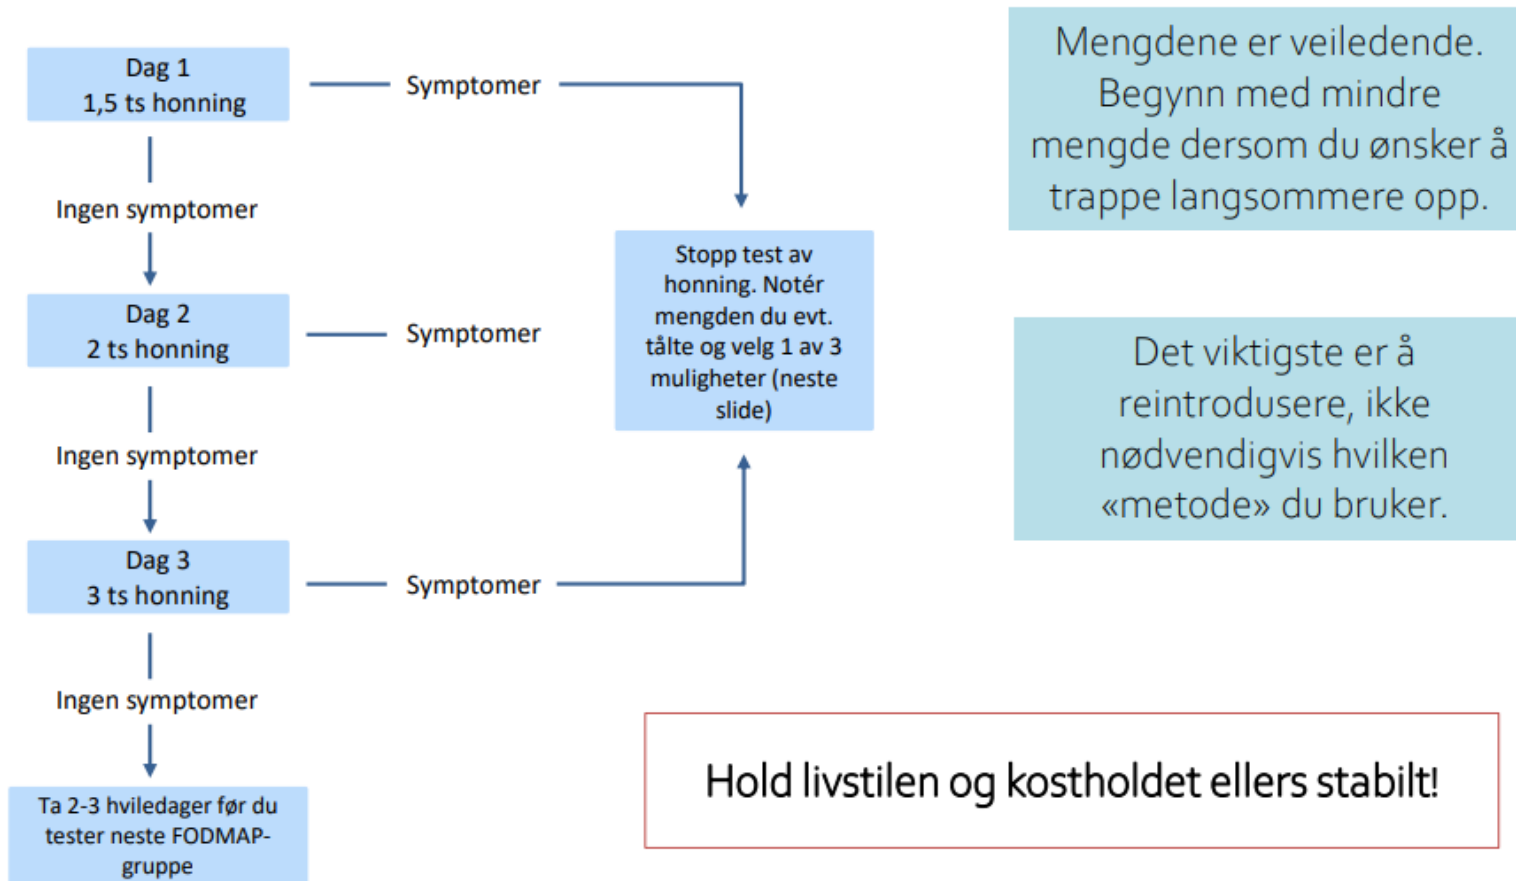 Dag 1
1,5 ts honning
Symptomer
Ingen symptomer
Dag 2
2 ts honning
Symptomer
Ingen symptomer
Dag 3
3 ts honning
Symptomer
Ingen symptomer
Ta 2-3 hviledager før du
tester neste FODMAP-
gruppe
Stopp test av
honning. Notér
mengden du evt.
tålte og velg 1 av 3
muligheter (neste
slide)
Mengdene er veiledende.
Begynn med mindre
mengde dersom du ønsker å
trappe langsommere opp.
Det viktigste er å
reintrodusere, ikke
nødvendigvis hvilken
«metode» du bruker.
Hold livstilen og kostholdet ellers stabilt!